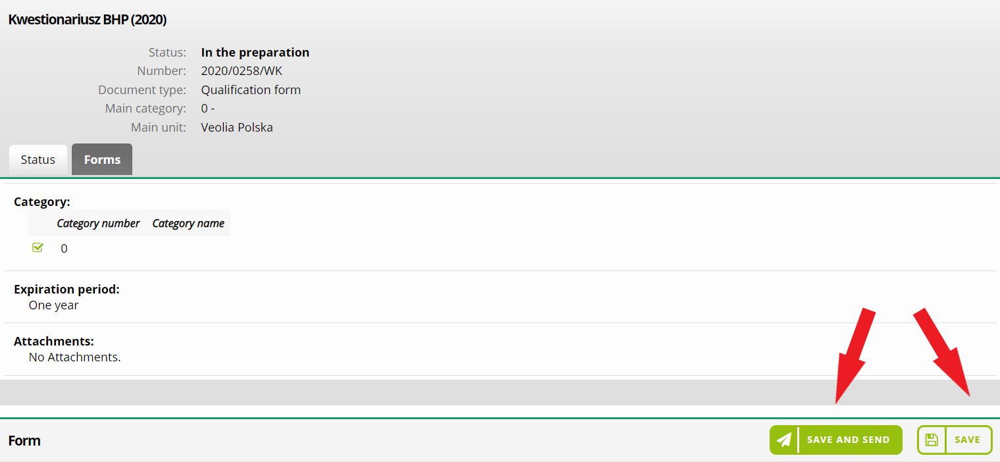 Kwestionariusz BHP (2020)
Status: In the preparation
Number: 2020/0258/WK
Document type: Qualification form
Main category: 0 -
Main unit: Veolia Polska
Status Forms
Category:
Category number Category name
0
Expiration period:
One year
Attachments:
No Attachments.
Form SAVE AND SEND SAVE